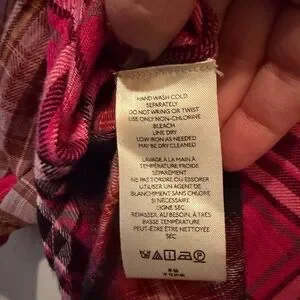 HAND WASH COLD
SEPARATELY
DO NOT WRING OR TWIST
USE ONLY NON-CHLORINE
BLEACH
LINE DRY
LOW IRON AS NEEDED
MAY BE DRY CLEANED
LAVAGE À LA MAIN À
TEMPÉRATURE FROIDE
SÉPARÉMENT
NE PAS TORDRE OU ESSORER
UTILISER UN AGENT DE
BLANCHIMENT SANS CHLORE
SI NÉCESSAIRE
LIGNE SEC
REPASSER, AU BESOIN, À TRÈS
BASSE TEMPÉRATURE
PEUT-ÊTRE ÊTRE NETTOYÉE
SEC